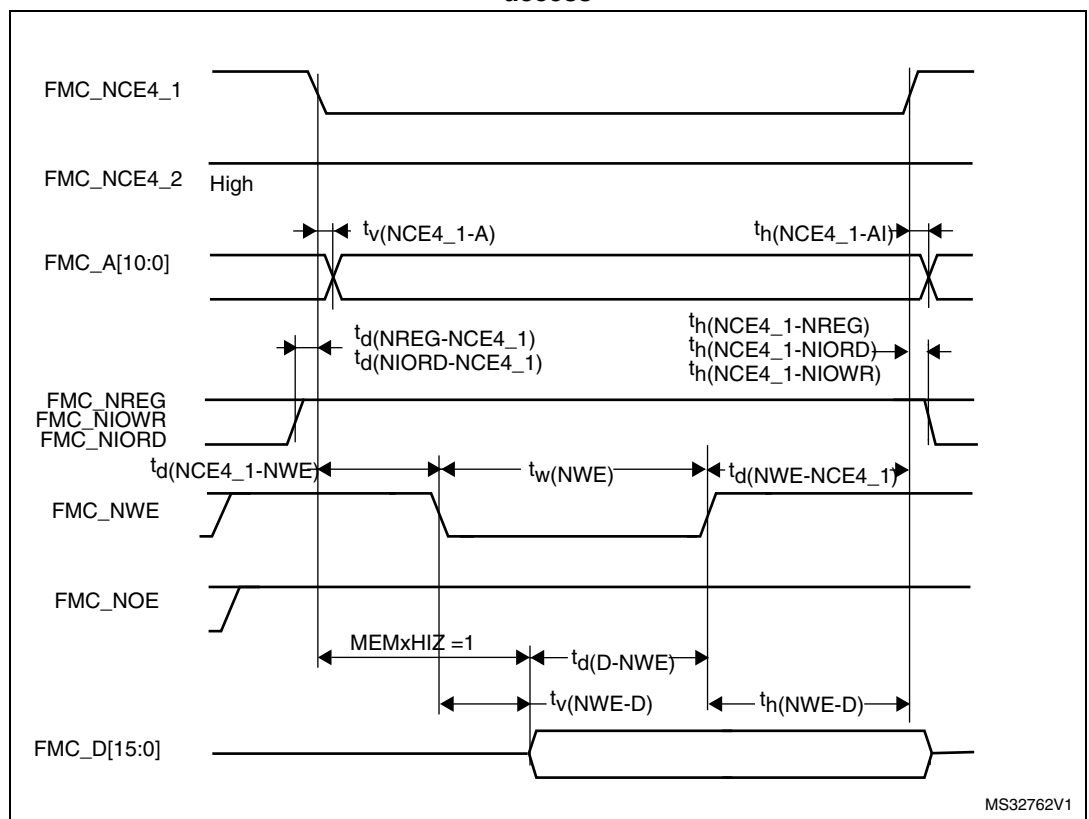 access
FMC_NCE4_1
FMC_NCE4_2 High
tv(NCE4_1-A)
th(NCE4_1-AI)
FMC_A[10:0]
td(NREG-NCE4_1)
td(NIORD-NCE4_1)
th(NCE4_1-NREG)
th(NCE4_1-NIORD)
th(NCE4_1-NIOWR)
FMC_NREG
FMC_NIOWR
FMC_NIORD
td(NCE4_1-NWE)
tw(NWE)
td(NWE-NCE4_1)
FMC_NWE
FMC_NOE
MEMxHIZ =1
td(D-NWE)
tv(NWE-D)
th(NWE-D)
FMC_D[15:0]
MS32762V1